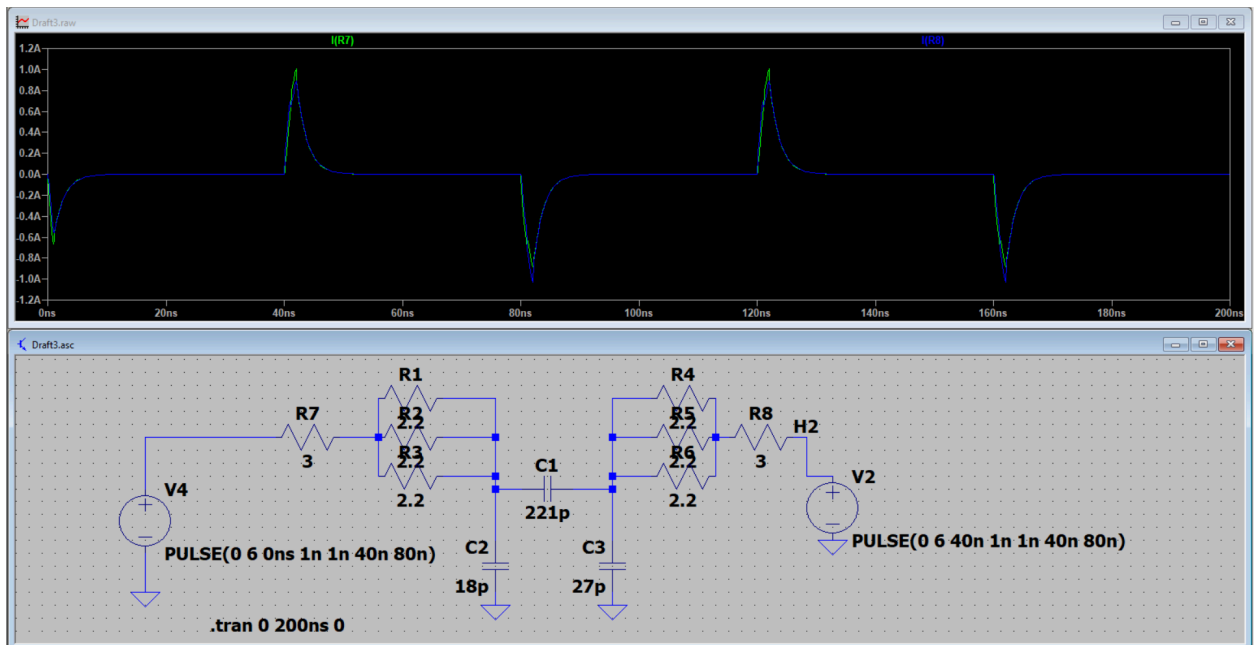 Draft3.raw
I(R7)
I(R8)
1.2A
1.0A
0.8A
0.6A
0.4A
0.2A
0.0A
-0.2A
-0.4A
-0.6A
-0.8A
-1.0A
-1.2A
0ns 20ns 40ns 60ns 80ns 100ns 120ns 140ns 160ns 180ns 200ns
Draft3.asc
R1
2.2
R2
2.2
R3
2.2
R4
2.2
R5
2.2
R6
2.2
R7
3
R8
3
H2
C1
221p
C2
18p
C3
27p
V4
PULSE(0 6 0ns 1n 1n 40n 80n)
V2
PULSE(0 6 40n 1n 1n 40n 80n)
.tran 0 200ns 0